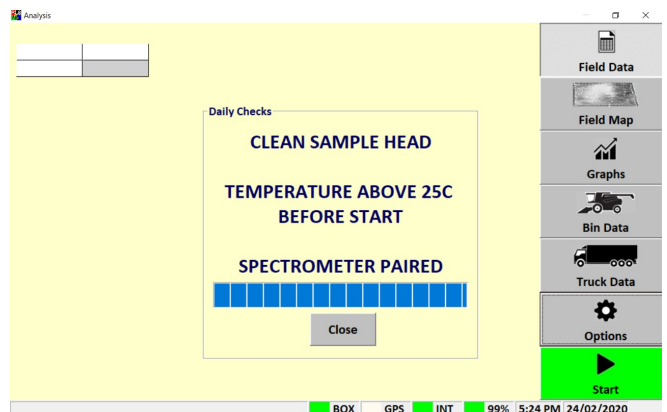 Analysis
Daily Checks
CLEAN SAMPLE HEAD
TEMPERATURE ABOVE 25C
BEFORE START
SPECTROMETER PAIRED
Close
Field Data
Field Map
Graphs
Bin Data
Truck Data
Options
Start
BOX GPS INT 99% 5:24 PM 24/02/2020